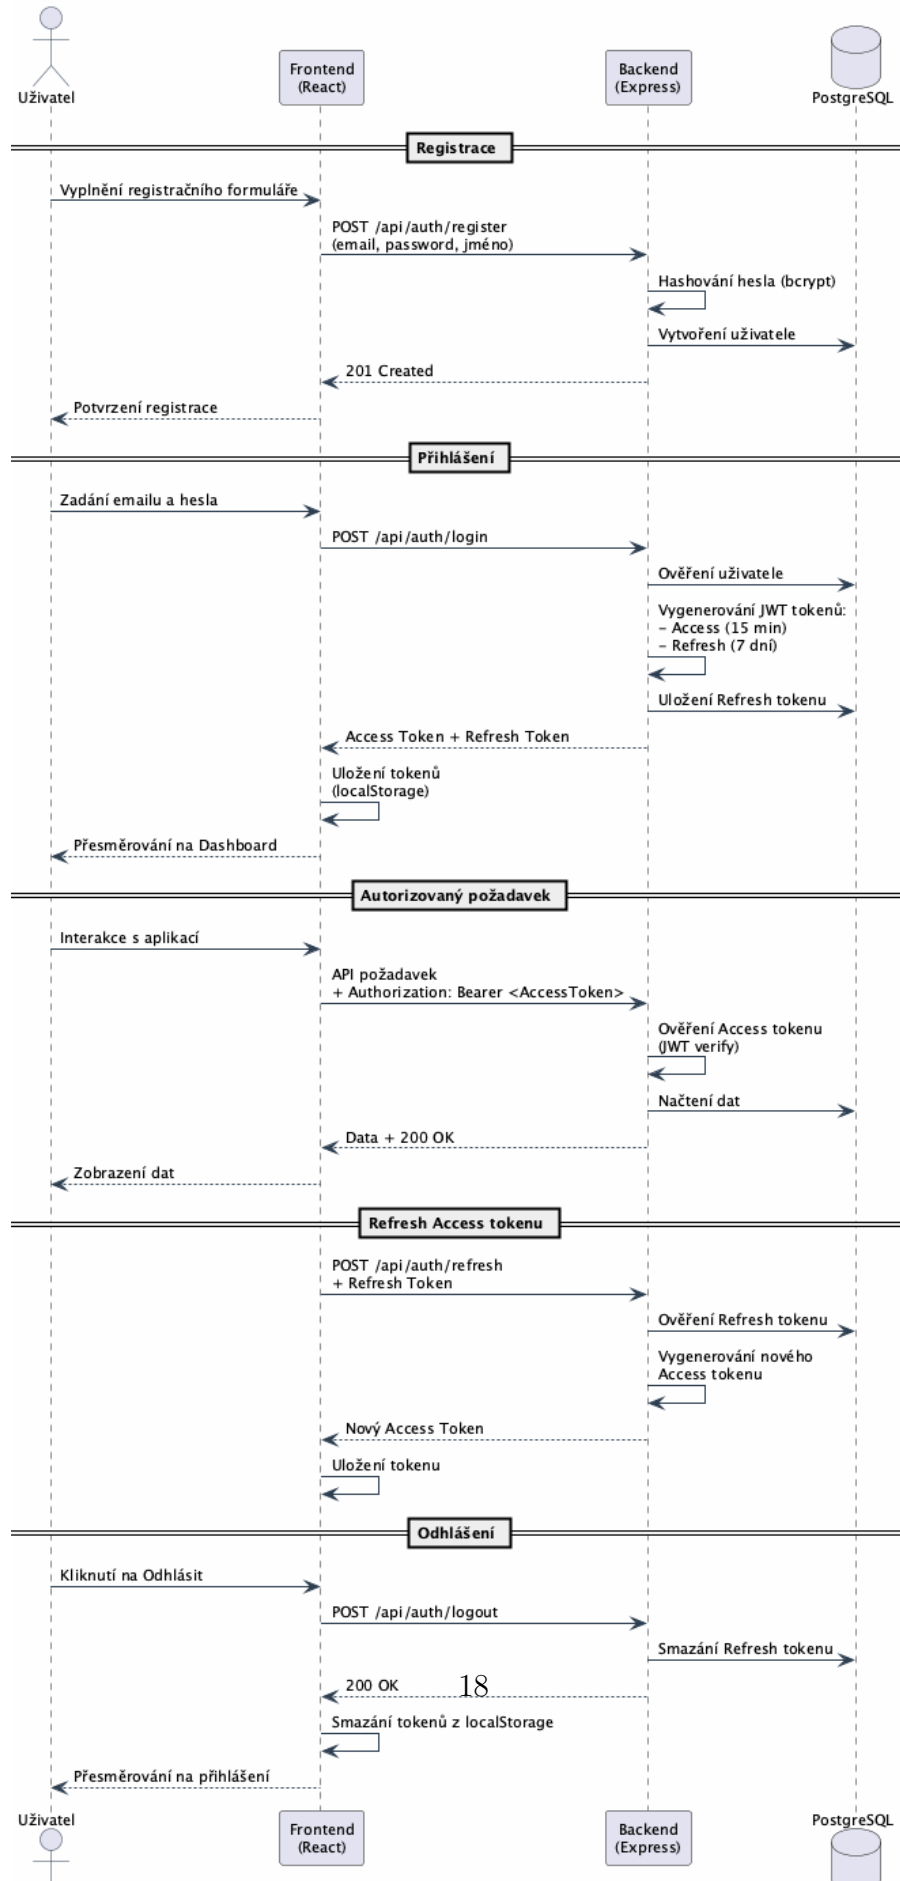 Uživatel
Frontend
(React)
Backend
(Express)
PostgreSQL
Registrace
Vyplnění registračního formuláře
POST /api/auth/register
(email, password, jméno)
Hashování hesla (bcrypt)
Vytvoření uživatele
201 Created
Potvrzení registrace
Přihlášení
Zadání emailu a hesla
POST /api/auth/login
Ověření uživatele
Vygenerování JWT tokenů:
– Access (15 min)
– Refresh (7 dní)
Uložení Refresh tokenu
Access Token + Refresh Token
Uložení tokenů
(localStorage)
Přesměrování na Dashboard
Autorizovaný požadavek
Interakce s aplikací
API požadavek
+ Authorization: Bearer <AccessToken>
Ověření Access tokenu
(JWT verify)
Načtení dat
Data + 200 OK
Zobrazení dat
Refresh Access tokenu
POST /api/auth/refresh
+ Refresh Token
Ověření Refresh tokenu
Vygenerování nového
Access tokenu
Nový Access Token
Uložení tokenu
Odhlášení
Kliknutí na Odhlásit
POST /api/auth/logout
Smazání Refresh tokenu
200 OK
18
Smazání tokenů z localStorage
Přesměrování na přihlášení
Uživatel
Frontend
(React)
Backend
(Express)
PostgreSQL